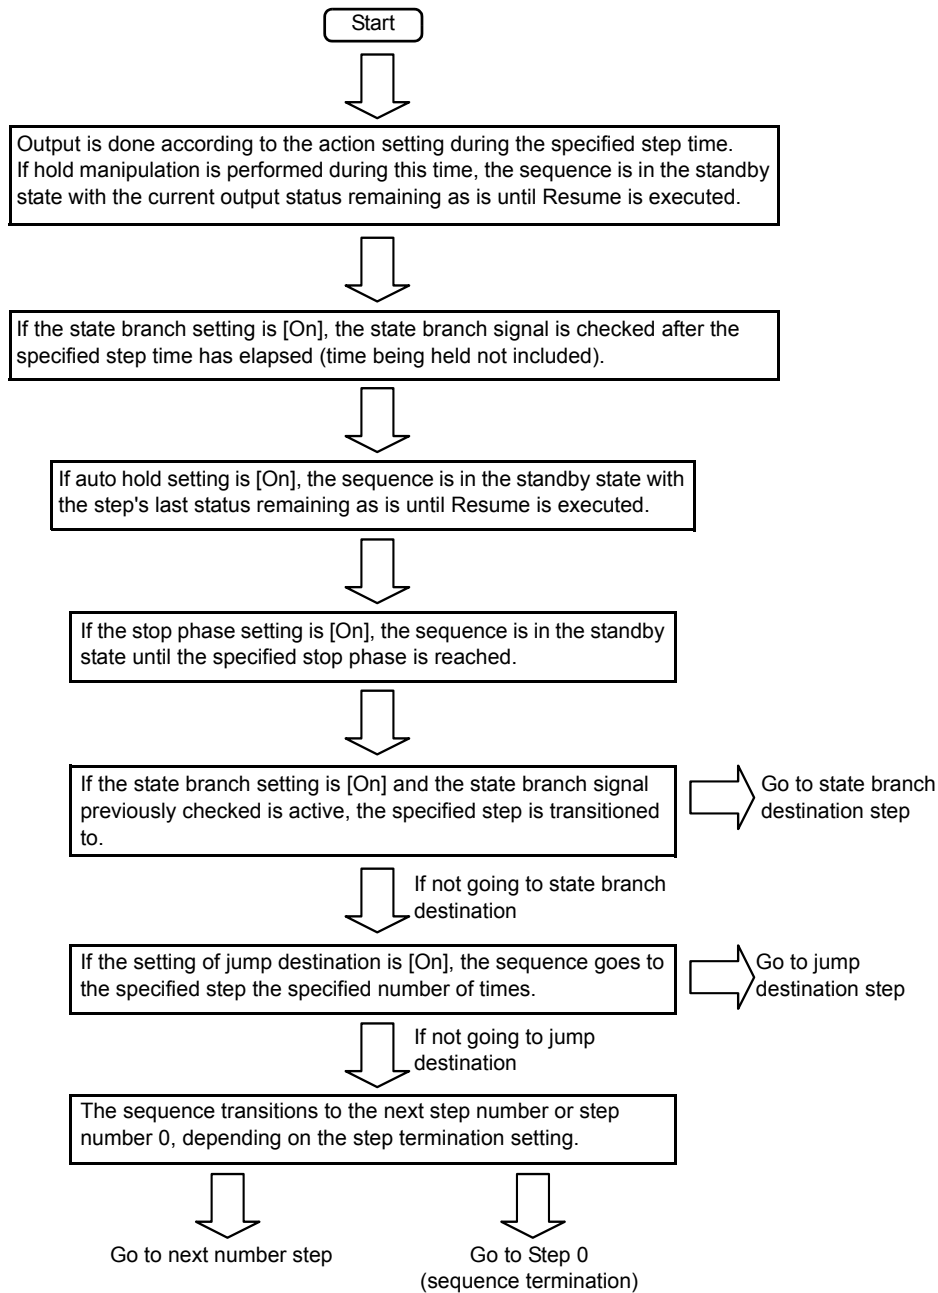 Start
Output is done according to the action setting during the specified step time.
If hold manipulation is performed during this time, the sequence is in the standby
state with the current output status remaining as is until Resume is executed.
If the state branch setting is [On], the state branch signal is checked after the
specified step time has elapsed (time being held not included).
If auto hold setting is [On], the sequence is in the standby state with
the step's last status remaining as is until Resume is executed.
If the stop phase setting is [On], the sequence is in the standby
state until the specified stop phase is reached.
If the state branch setting is [On] and the state branch signal
previously checked is active, the specified step is transitioned
to.
Go to state branch
destination step
If not going to state branch
destination
If the setting of jump destination is [On], the sequence goes to
the specified step the specified number of times.
Go to jump
destination step
If not going to jump
destination
The sequence transitions to the next step number or step
number 0, depending on the step termination setting.
Go to next number step
Go to Step 0
(sequence termination)